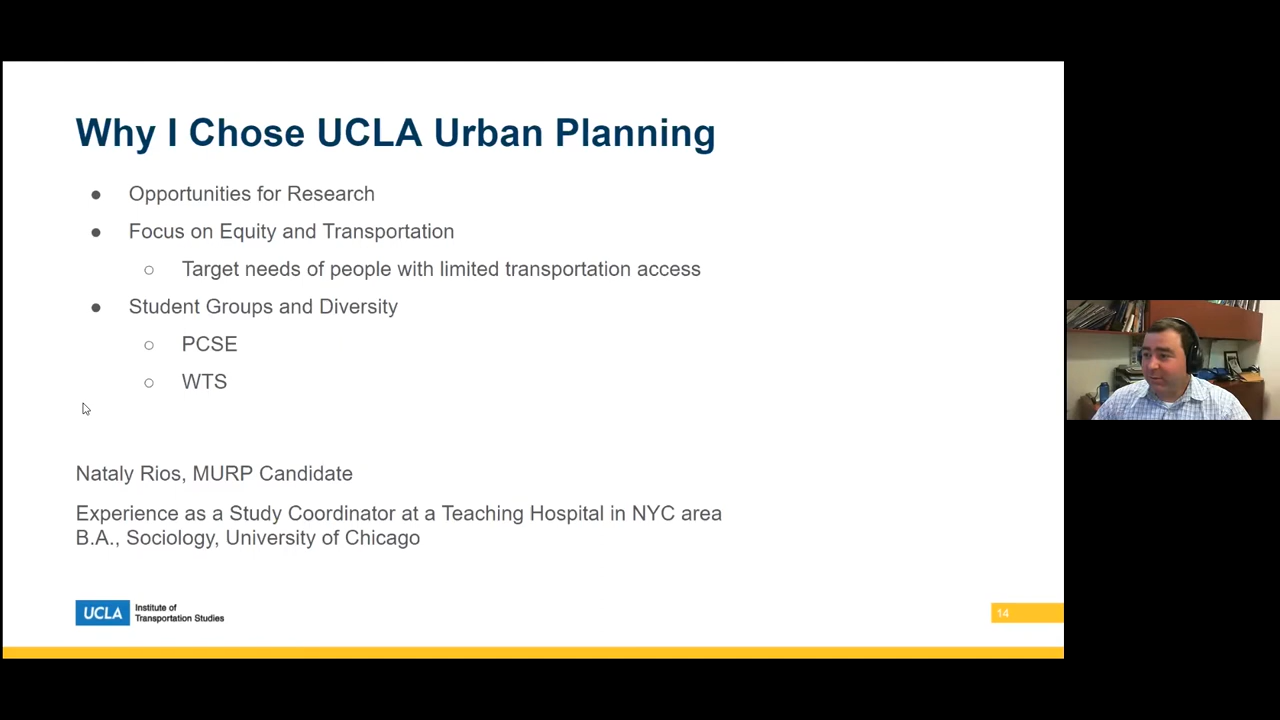 Why I Chose UCLA Urban Planning
● Opportunities for Research
● Focus on Equity and Transportation
○ Target needs of people with limited transportation access
● Student Groups and Diversity
○ PCSE
○ WTS
Nataly Rios, MURP Candidate
Experience as a Study Coordinator at a Teaching Hospital in NYC area
B.A., Sociology, University of Chicago
UCLA
Institute of
Transportation Studies
14